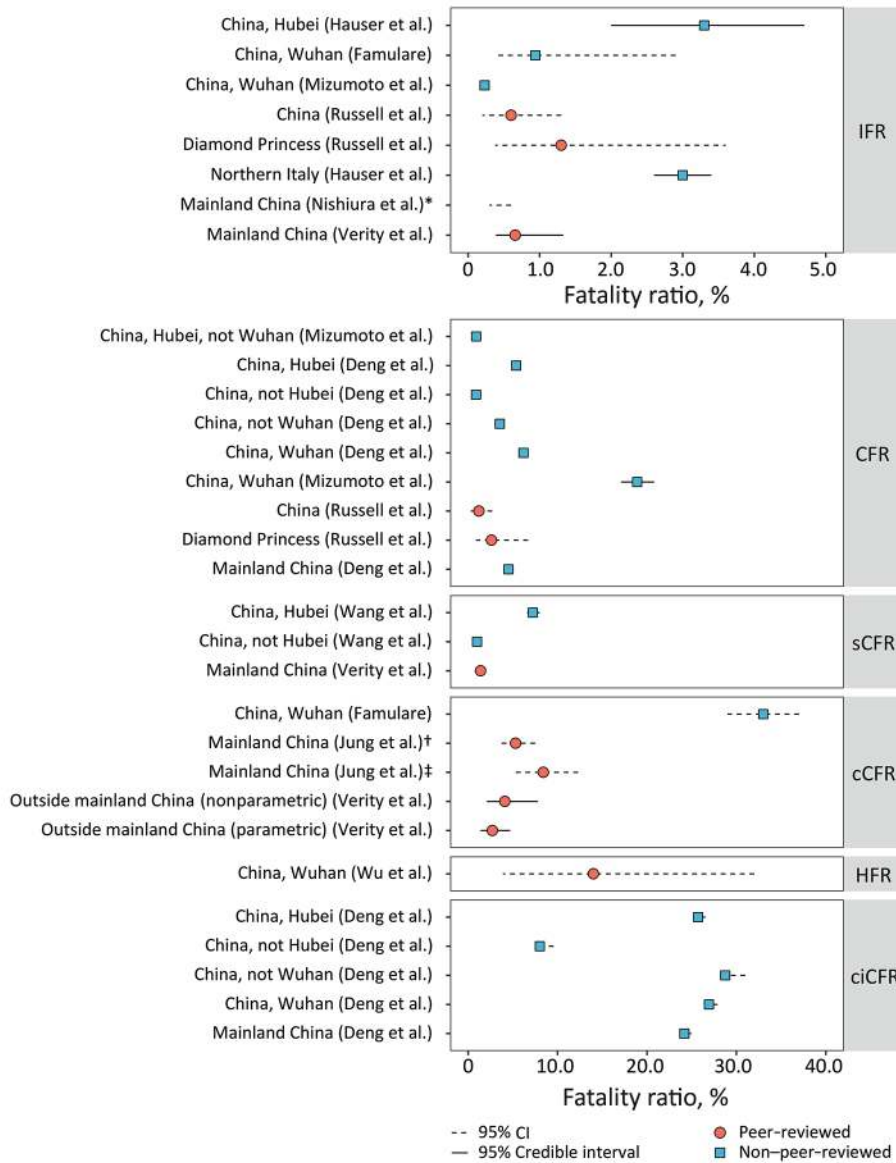 China, Hubei (Hauser et al.)
China, Wuhan (Famulare)
China, Wuhan (Mizumoto et al.)
China (Russell et al.)
Diamond Princess (Russell et al.)
Northern Italy (Hauser et al.)
Mainland China (Nishiura et al.)*
Mainland China (Verity et al.)
IFR
0 1.0 2.0 3.0 4.0 5.0
Fatality ratio, %
China, Hubei, not Wuhan (Mizumoto et al.)
China, Hubei (Deng et al.)
China, not Hubei (Deng et al.)
China, not Wuhan (Deng et al.)
China, Wuhan (Deng et al.)
China, Wuhan (Mizumoto et al.)
China (Russell et al.)
Diamond Princess (Russell et al.)
Mainland China (Deng et al.)
CFR
China, Hubei (Wang et al.)
China, not Hubei (Wang et al.)
Mainland China (Verity et al.)
sCFR
China, Wuhan (Famulare)
Mainland China (Jung et al.)†
Mainland China (Jung et al.)‡
Outside mainland China (nonparametric) (Verity et al.)
Outside mainland China (parametric) (Verity et al.)
cCFR
China, Wuhan (Wu et al.)
HFR
China, Hubei (Deng et al.)
China, not Hubei (Deng et al.)
China, not Wuhan (Deng et al.)
China, Wuhan (Deng et al.)
Mainland China (Deng et al.)
ciCFR
0 10.0 20.0 30.0 40.0
Fatality ratio, %
95% CI
95% Credible interval
Peer-reviewed
Non–peer-reviewed